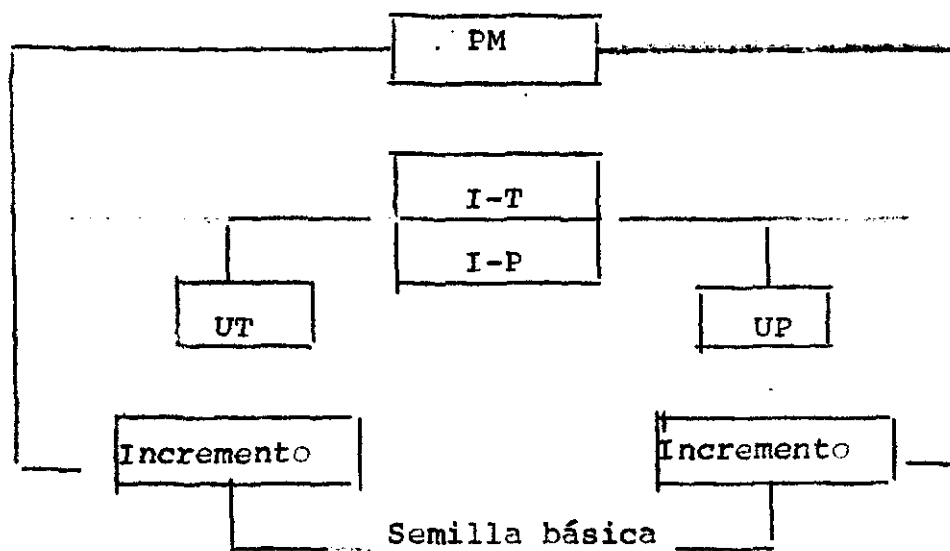 PM
I-T
I-P
UT UP
Incremento Incremento
Semilla básica